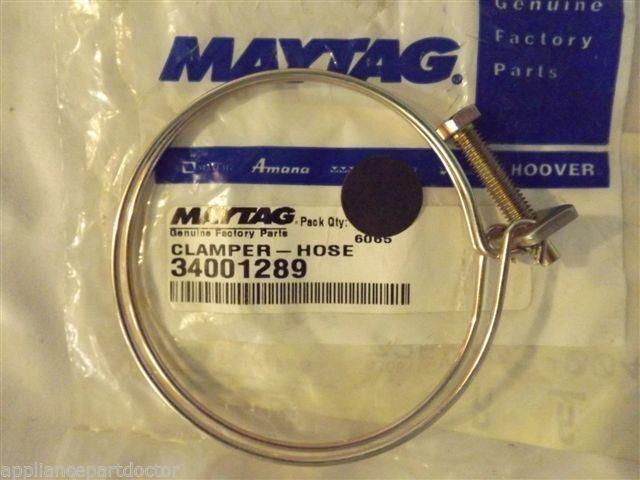 Genuine
Factory
Parts
MAYTAG®
Amana
HOOVER
MAYTAG Pack Qty:
Genuine Factory Parts
6065
CLAMPER-HOSE
34001289
appliancepartdoctor